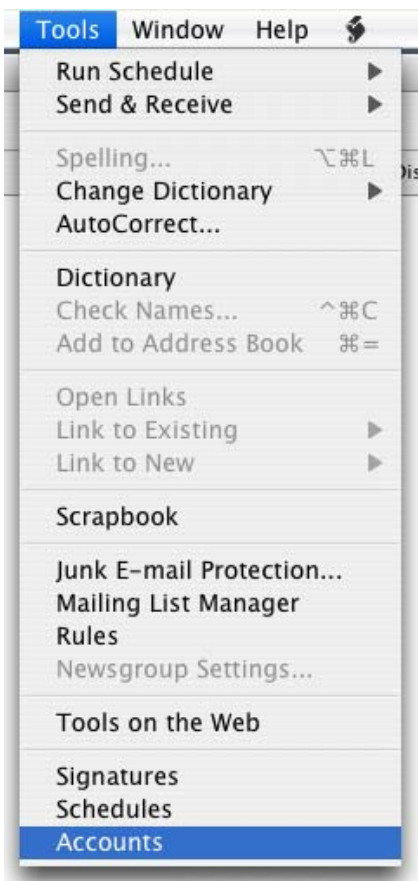 Tools Window Help
Run Schedule
Send & Receive
Spelling... ⌥⌘L
Change Dictionary
AutoCorrect...
Dictionary
Check Names... ^⌘C
Add to Address Book ⌘=
Open Links
Link to Existing
Link to New
Scrapbook
Junk E-mail Protection...
Mailing List Manager
Rules
Newsgroup Settings...
Tools on the Web
Signatures
Schedules
Accounts